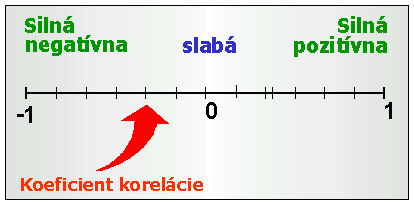 Silná
negatívna
slabá
Silná
pozitívna
-1
0
1
Koeficient korelácie